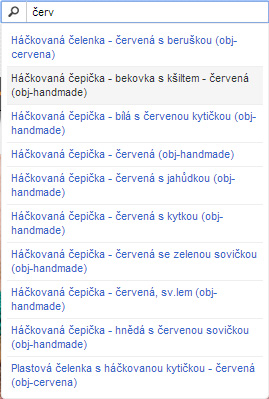 červ
Háčkovaná čelenka - červená s beruškou (obj-
cervena)
Háčkovaná čepička - bekovka s kšiltem - červená
(obj-handmade)
Háčkovaná čepička - bílá s červenou kytičkou (obj-
handmade)
Háčkovaná čepička - červená (obj-handmade)
Háčkovaná čepička - červená s jahůdkou (obj-
handmade)
Háčkovaná čepička - červená s kytkou (obj-
handmade)
Háčkovaná čepička - červená se zelenou sovičkou
(obj-handmade)
Háčkovaná čepička - červená, sv.lem (obj-
handmade)
Háčkovaná čepička - hnědá s červenou sovičkou
(obj-handmade)
Plastová čelenka s háčkovanou kytičkou - červená
(obj-cervena)